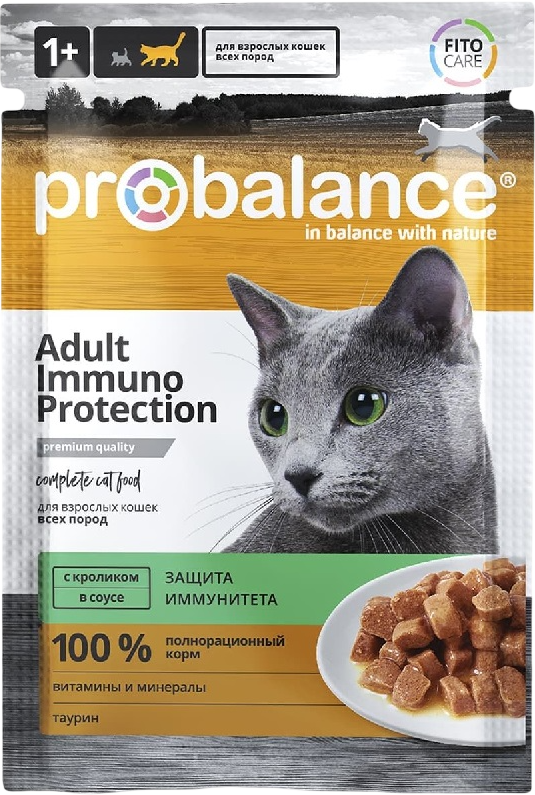 1+
для взрослых кошек
всех пород
FITO
CARE
probalance®
in balance with nature
Adult
Immuno
Protection
premium quality
complete cat food
для взрослых кошек
всех пород
с кроликом
в соусе
ЗАЩИТА
ИММУНИТЕТА
100 %
полнорационный
корм
витамины и минералы
таурин